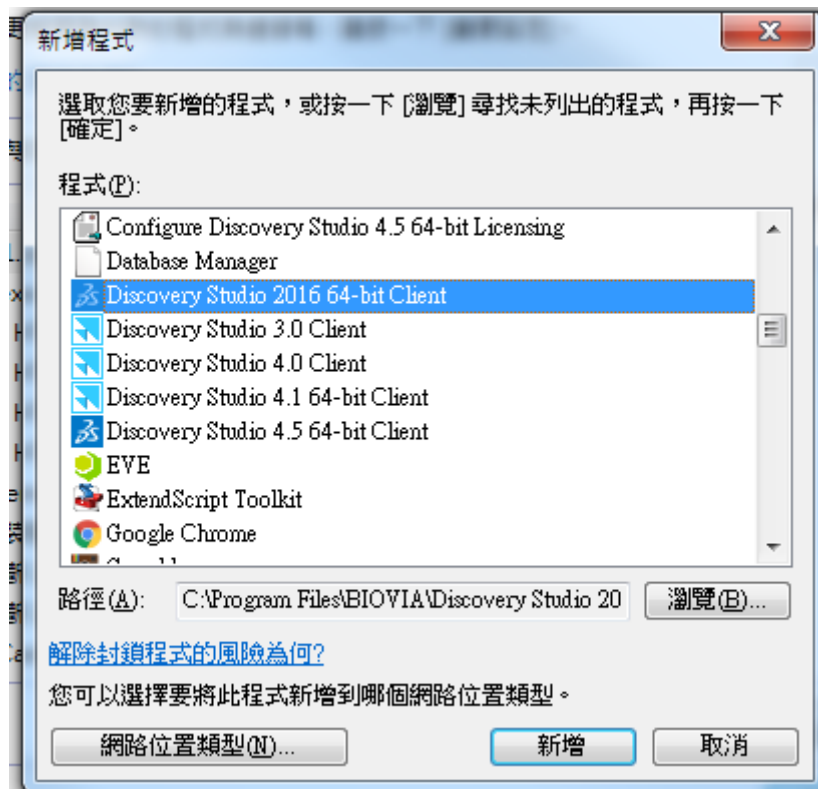 新增程式
選取您要新增的程式，或按一下 [瀏覽] 尋找未列出的程式，再按一下
[確定]。
程式(P):
Configure Discovery Studio 4.5 64-bit Licensing
Database Manager
Discovery Studio 2016 64-bit Client
Discovery Studio 3.0 Client
Discovery Studio 4.0 Client
Discovery Studio 4.1 64-bit Client
Discovery Studio 4.5 64-bit Client
EVE
ExtendScript Toolkit
Google Chrome
路徑(A): C:\Program Files\BIOVIA\Discovery Studio 20 瀏覽(B)...
解除封鎖程式的風險為何?
您可以選擇要將此程式新增到哪個網路位置類型。
網路位置類型(N)... 新增 取消